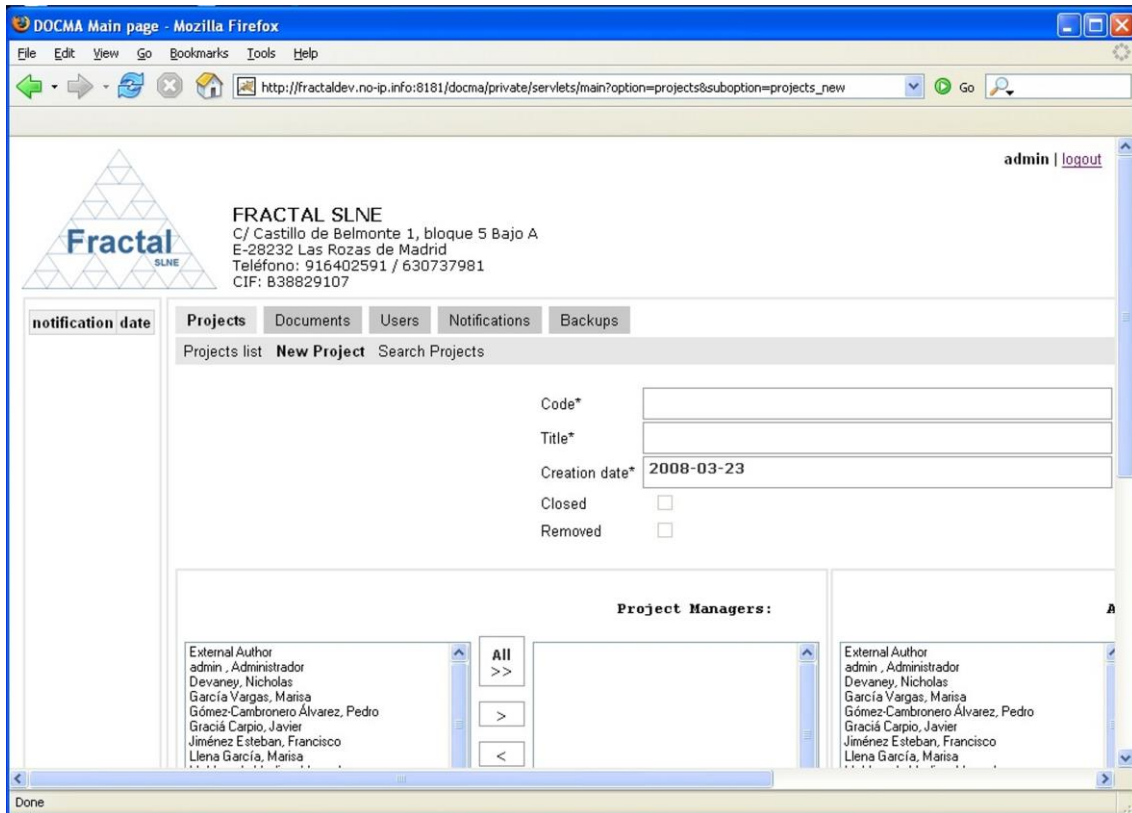 DOCMA Main page - Mozilla Firefox
File Edit View Go Bookmarks Tools Help
http://fractaldev.no-ip.info:8181/docma/private/servlets/main?option=projects&suboption=projects_new Go
admin | logout
Fractal
SLNE
FRACTAL SLNE
C/ Castillo de Belmonte 1, bloque 5 Bajo A
E-28232 Las Rozas de Madrid
Teléfono: 916402591 / 630737981
CIF: B38829107
notification date
Projects Documents Users Notifications Backups
Projects list New Project Search Projects
Code*
Title*
Creation date* 2008-03-23
Closed
Removed
Project Managers:
A
External Author
admin , Administrador
Devaney, Nicholas
García Vargas, Marisa
Gómez-Cambronero Álvarez, Pedro
Graciá Carpio, Javier
Jiménez Esteban, Francisco
Llena García, Marisa
All
>>
>
<
External Author
admin , Administrador
Devaney, Nicholas
García Vargas, Marisa
Gómez-Cambronero Álvarez, Pedro
Graciá Carpio, Javier
Jiménez Esteban, Francisco
Llena García, Marisa
Done